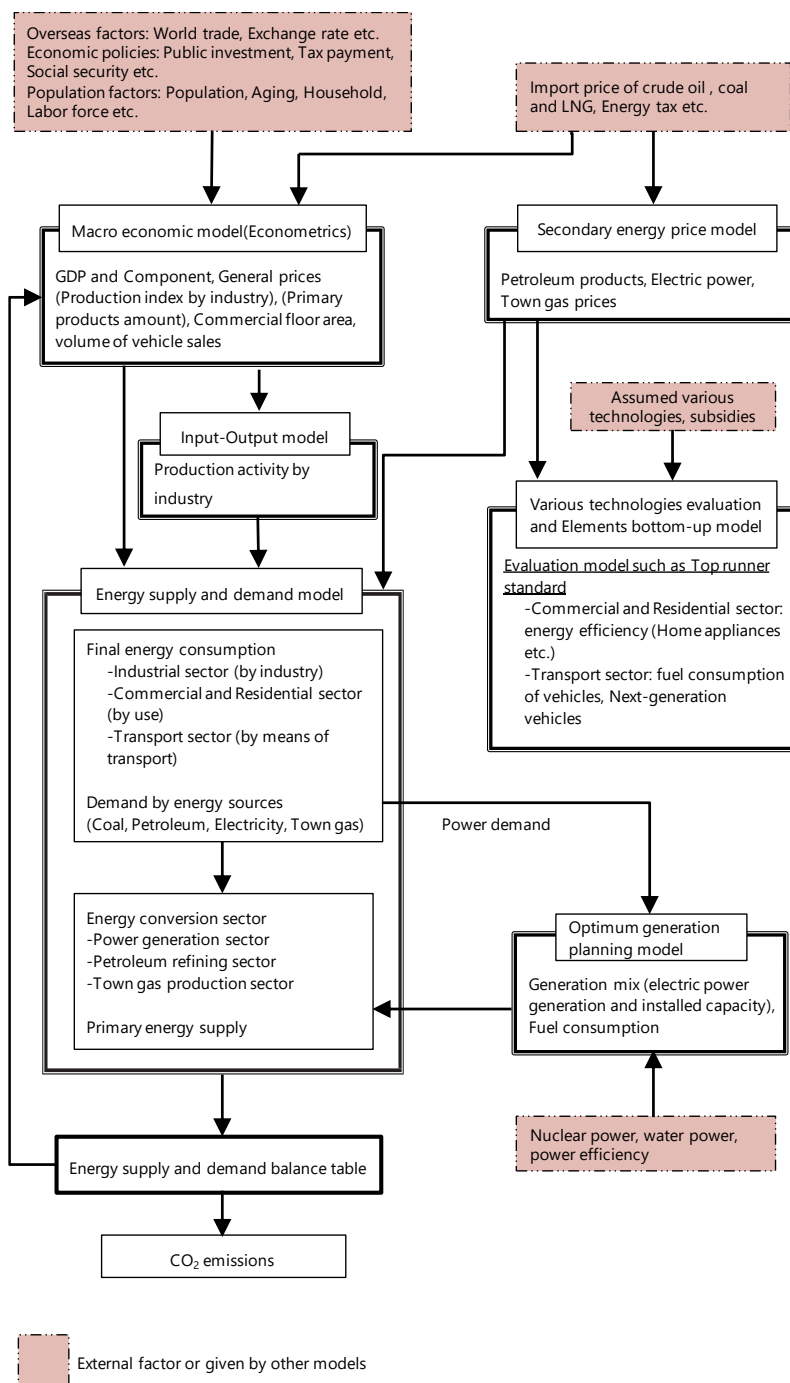 Overseas factors: World trade, Exchange rate etc.
Economic policies: Public investment, Tax payment,
Social security etc.
Population factors: Population, Aging, Household,
Labor force etc.
Import price of crude oil , coal
and LNG, Energy tax etc.
Macro economic model(Econometrics)
GDP and Component, General prices
(Production index by industry), (Primary
products amount), Commercial floor area,
volume of vehicle sales
Secondary energy price model
Petroleum products, Electric power,
Town gas prices
Assumed various
technologies, subsidies
Input-Output model
Production activity by
industry
Various technologies evaluation
and Elements bottom-up model
Evaluation model such as Top runner
standard
-Commercial and Residential sector:
energy efficiency (Home appliances
etc.)
-Transport sector: fuel consumption
of vehicles, Next-generation
vehicles
Energy supply and demand model
Final energy consumption
-Industrial sector (by industry)
-Commercial and Residential sector
(by use)
-Transport sector (by means of
transport)
Demand by energy sources
(Coal, Petroleum, Electricity, Town gas)
Power demand
Energy conversion sector
-Power generation sector
-Petroleum refining sector
-Town gas production sector
Primary energy supply
Optimum generation
planning model
Generation mix (electric power
generation and installed capacity),
Fuel consumption
Nuclear power, water power,
power efficiency
Energy supply and demand balance table
CO₂ emissions
External factor or given by other models